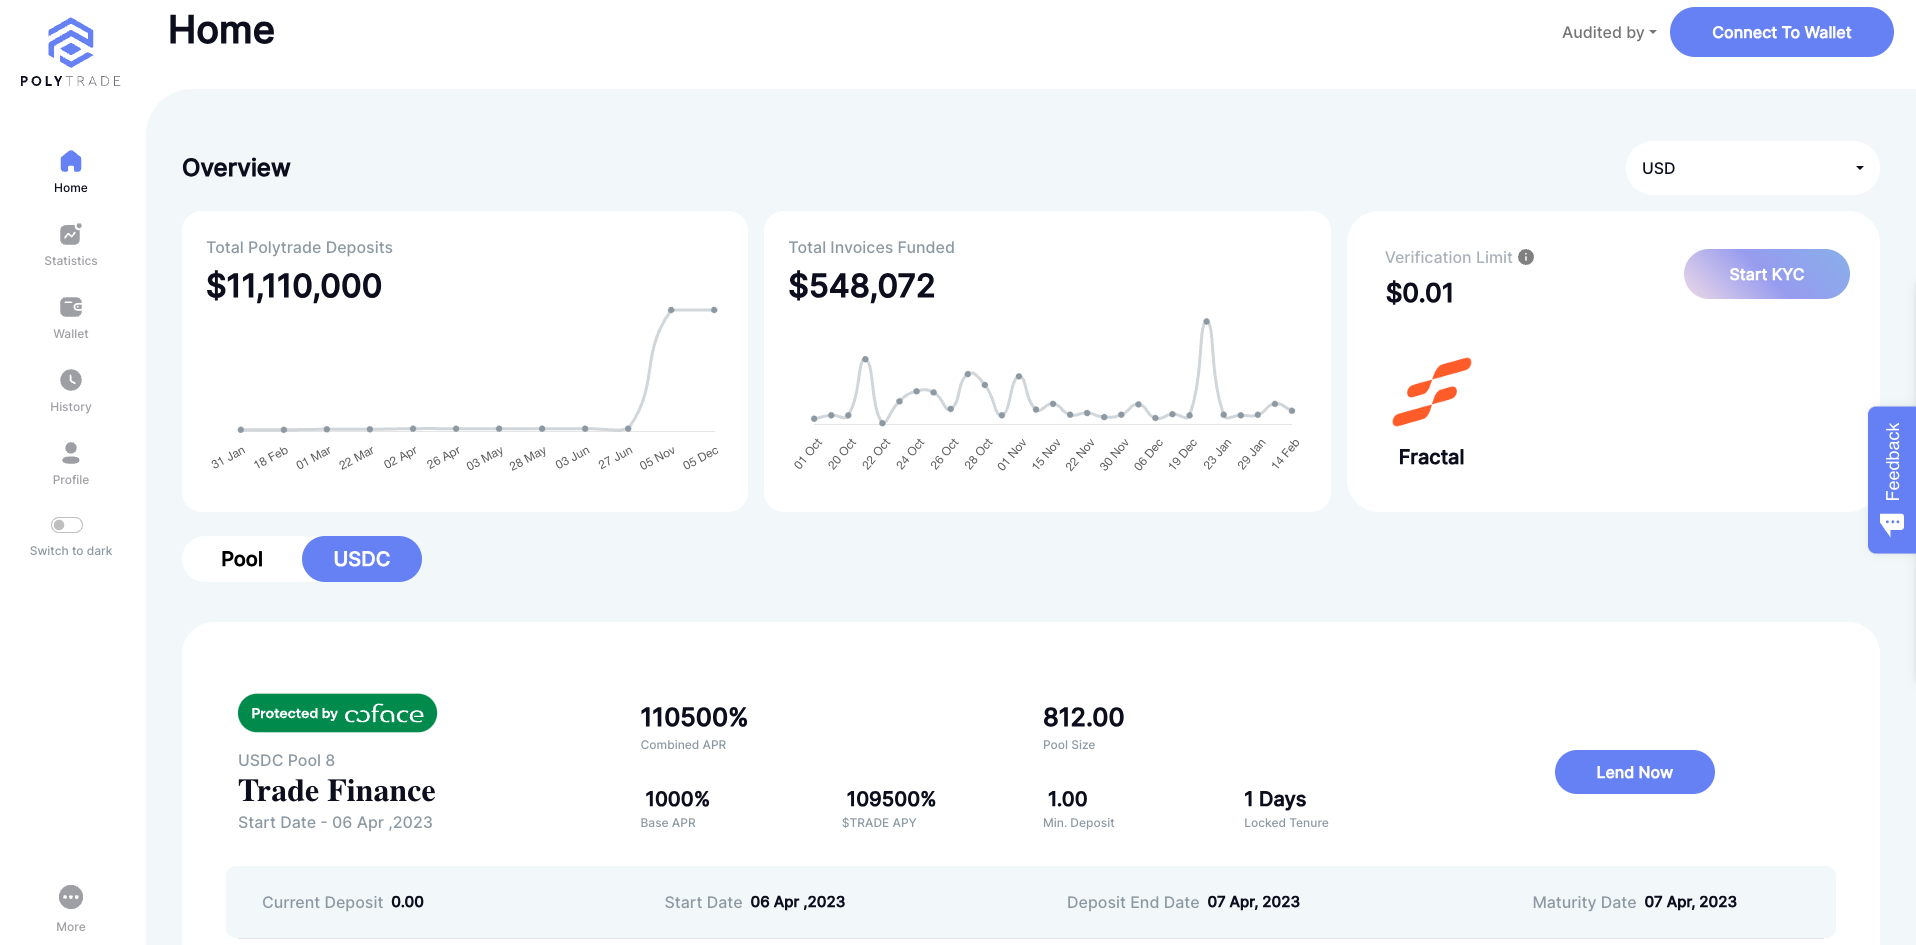 POLYTRADE
Home
Audited by
Connect To Wallet
Home
Statistics
Wallet
History
Profile
Switch to dark
More
Overview
USD
Total Polytrade Deposits
$11,110,000
31 Jan 18 Feb 01 Mar 22 Mar 02 Apr 26 Apr 03 May 28 May 03 Jun 27 Jun 05 Nov 05 Dec
Total Invoices Funded
$548,072
01 Oct 20 Oct 22 Oct 24 Oct 26 Oct 28 Oct 01 Nov 15 Nov 22 Nov 30 Nov 06 Dec 19 Dec 23 Jan 29 Jan 14 Feb
Verification Limit
$0.01
Start KYC
Fractal
Feedback
Pool USDC
Protected by coface
USDC Pool 8
Trade Finance
Start Date - 06 Apr ,2023
110500%
Combined APR
812.00
Pool Size
1000%
Base APR
109500%
$TRADE APY
1.00
Min. Deposit
1 Days
Locked Tenure
Lend Now
Current Deposit 0.00
Start Date 06 Apr ,2023
Deposit End Date 07 Apr, 2023
Maturity Date 07 Apr, 2023